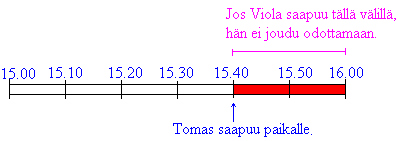 Jos Viola saapuu tällä välillä,
hän ei joudu odottamaan.
15.00 15.10 15.20 15.30 15.40 15.50 16.00
Tomas saapuu paikalle.